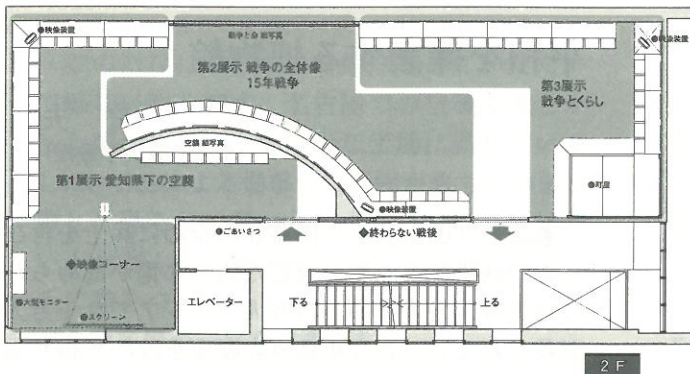 ●映像装置
戦争と命 絵写真
●映像装置
第2展示 戦争の全体像
15年戦争
第3展示
戦争とくらし
空襲 絵写真
第1展示 愛知県下の空襲
●町屋
●映像装置
●ごあいさつ
◆終わらない戦後
◆映像コーナー
●大型モニター
●スクリーン
エレベーター
下る
上る
2F